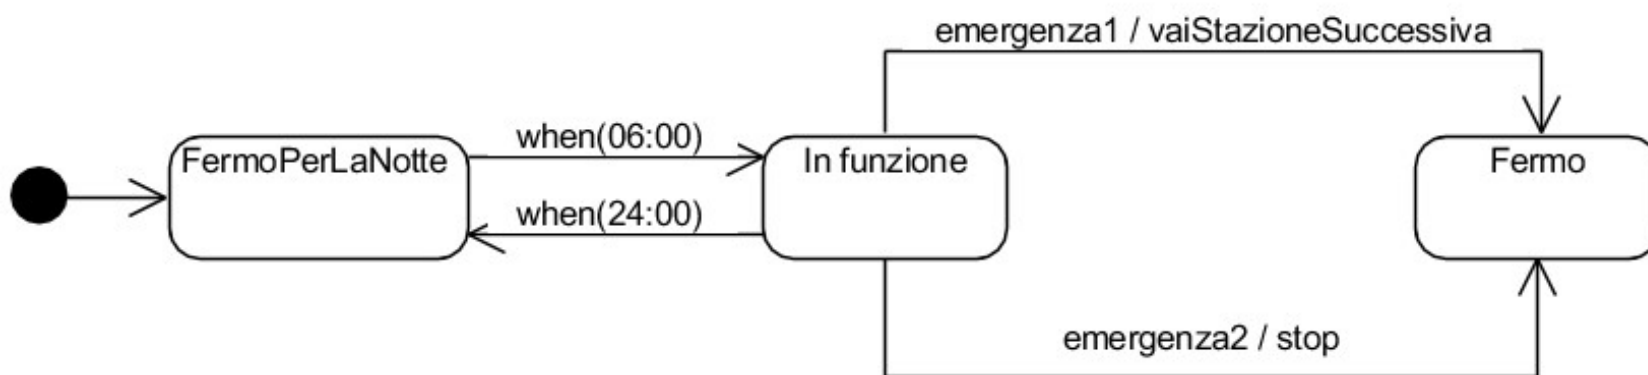 emergenza1 / vaiStazioneSuccessiva
FermoPerLaNotte
when(06:00)
In funzione
Fermo
when(24:00)
emergenza2 / stop